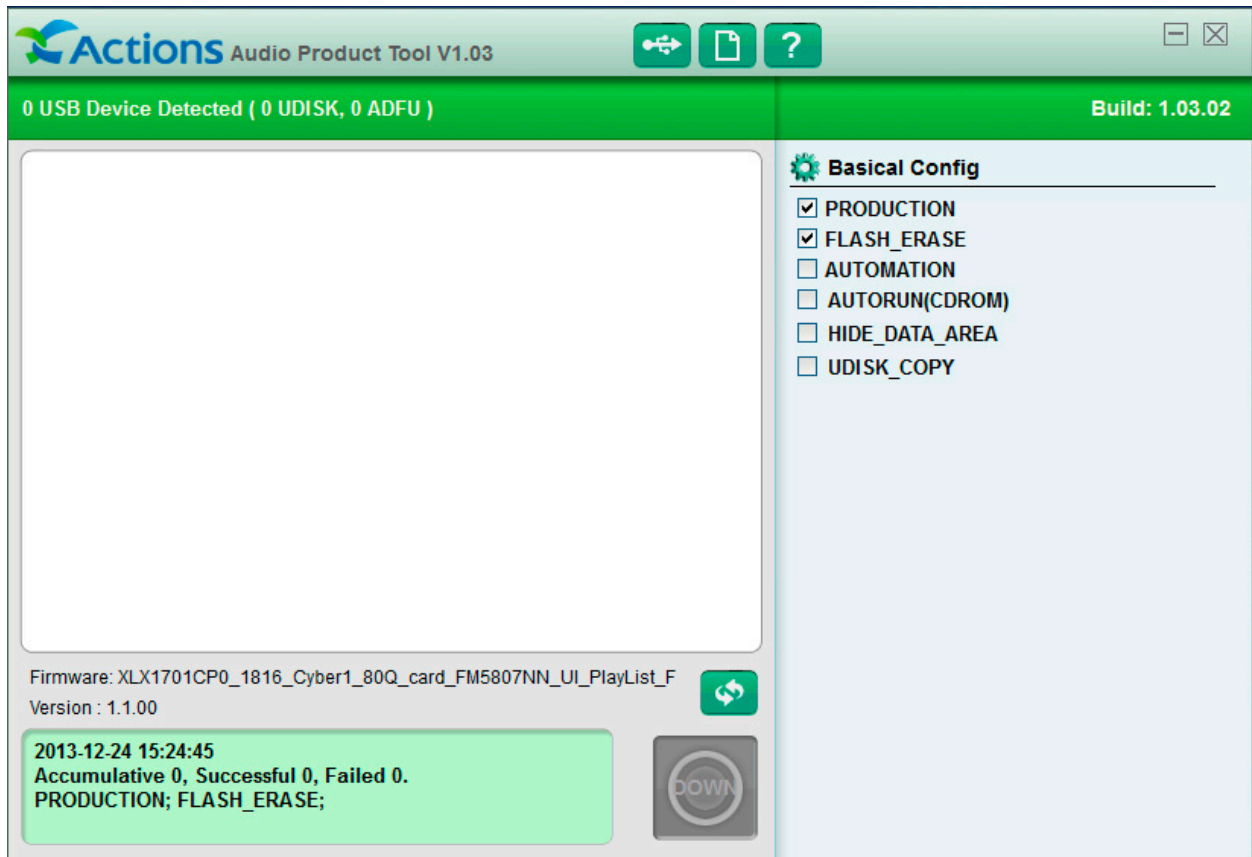 Actions Audio Product Tool V1.03
?
0 USB Device Detected ( 0 UDISK, 0 ADFU )
Build: 1.03.02
Basical Config
PRODUCTION
FLASH_ERASE
AUTOMATION
AUTORUN(CDROM)
HIDE_DATA_AREA
UDISK_COPY
Firmware: XLX1701CP0_1816_Cyber1_80Q_card_FM5807NN_UI_PlayList_F
Version : 1.1.00
2013-12-24 15:24:45
Accumulative 0, Successful 0, Failed 0.
PRODUCTION; FLASH_ERASE;
DOWN